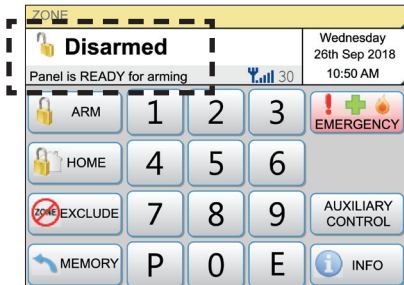 ZONE
Disarmed
Panel is READY for arming
30
Wednesday
26th Sep 2018
10:50 AM
ARM
1
2
3
EMERGENCY
HOME
4
5
6
ZONE EXCLUDE
7
8
9
AUXILIARY
CONTROL
MEMORY
P
0
E
INFO